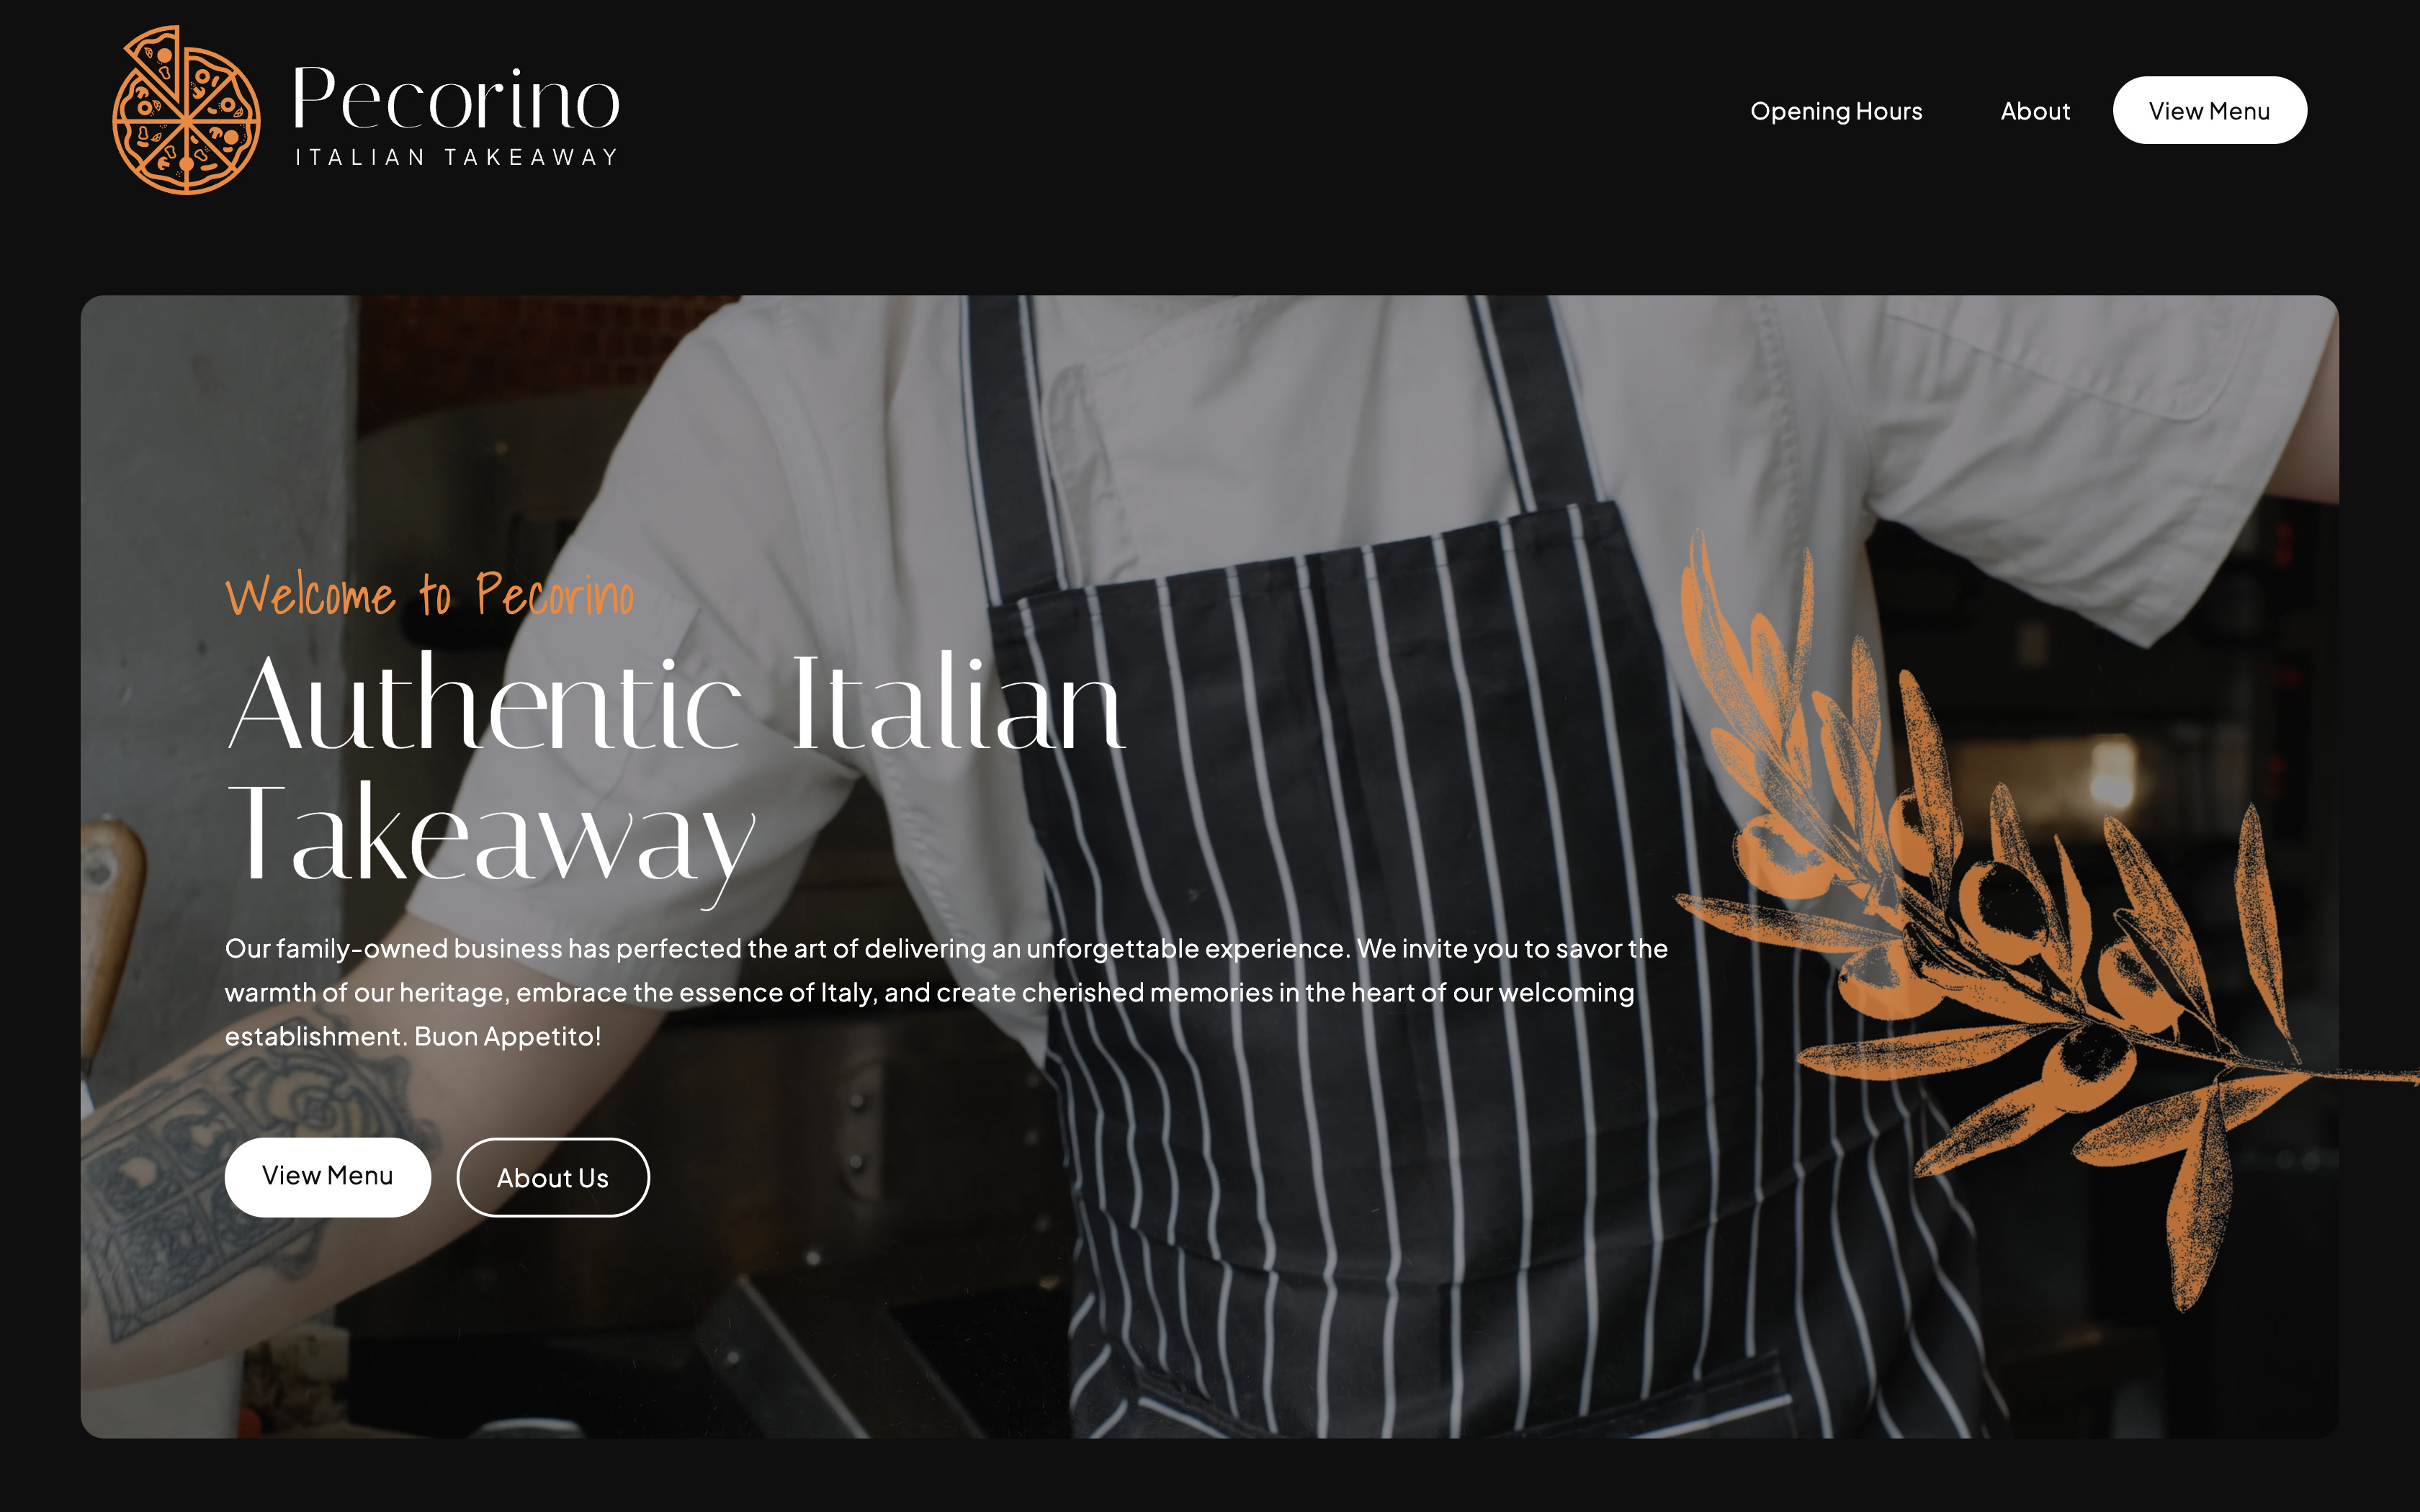 Pecorino
ITALIAN TAKEAWAY
Opening Hours
About
View Menu
Welcome to Pecorino
Authentic Italian
Takeaway
Our family-owned business has perfected the art of delivering an unforgettable experience. We invite you to savor the
warmth of our heritage, embrace the essence of Italy, and create cherished memories in the heart of our welcoming
establishment. Buon Appetito!
View Menu
About Us